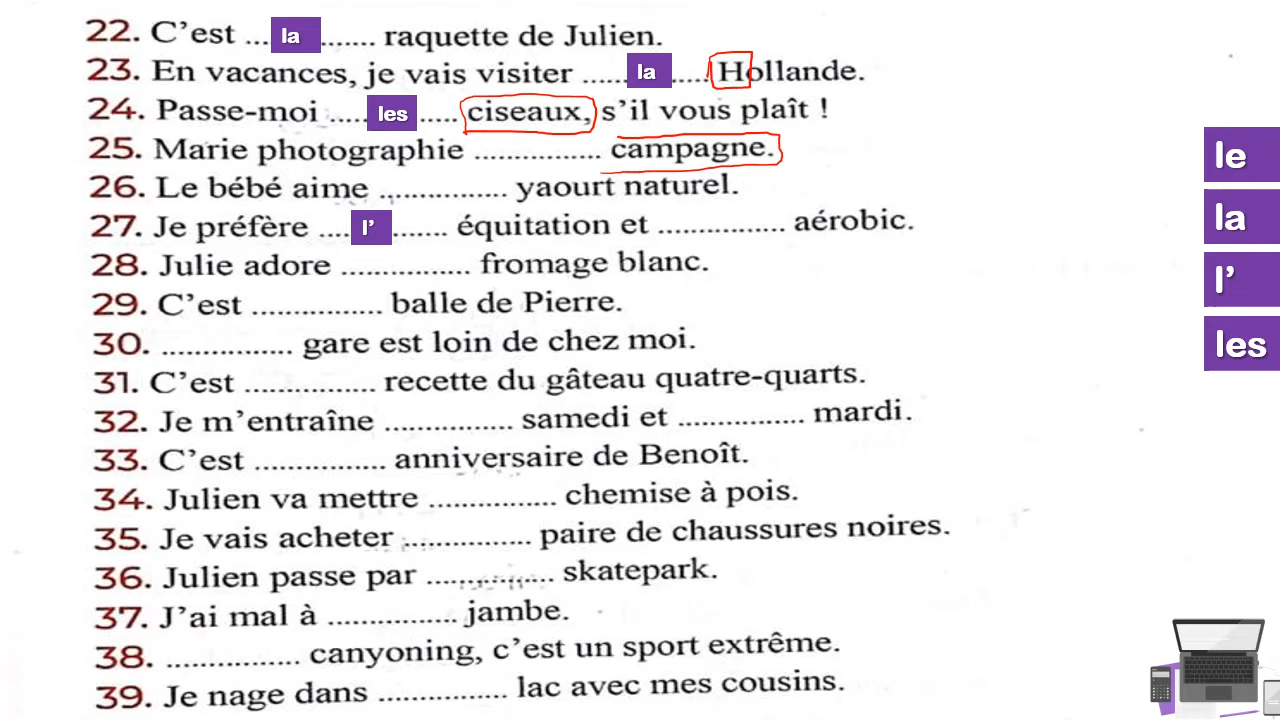 22. C'est ... la ....... raquette de Julien.
23. En vacances, je vais visiter ...... la ..... Hollande.
24. Passe-moi ..... les ..... ciseaux, s'il vous plaît !
25. Marie photographie ............... campagne.
26. Le bébé aime ............... yaourt naturel.
27. Je préfère .... l' ....... équitation et ............... aérobic.
28. Julie adore ............... fromage blanc.
29. C'est ............... balle de Pierre.
30. ............... gare est loin de chez moi.
31. C'est ............... recette du gâteau quatre-quarts.
32. Je m'entraîne ............... samedi et ............... mardi.
33. C'est ............... anniversaire de Benoît.
34. Julien va mettre ............... chemise à pois.
35. Je vais acheter ............... paire de chaussures noires.
36. Julien passe par ............... skatepark.
37. J'ai mal à ............... jambe.
38. ............... canyoning, c'est un sport extrême.
39. Je nage dans ............... lac avec mes cousins.
le
la
l'
les